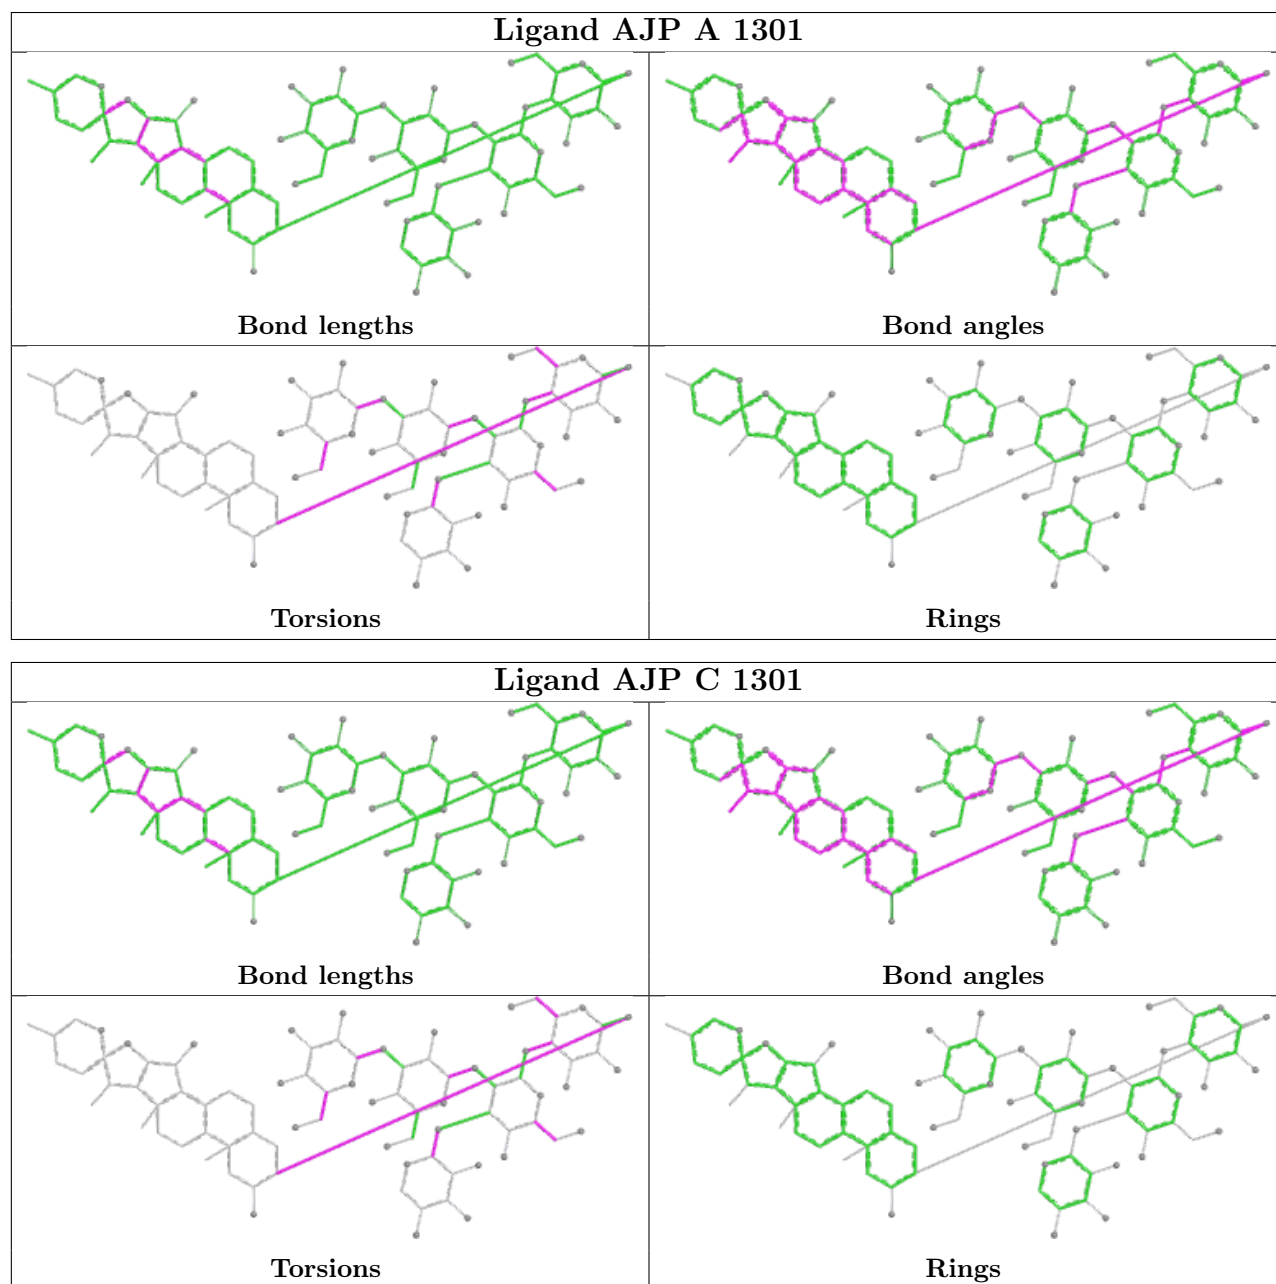 Ligand AJP A 1301
Bond lengths
Bond angles
Torsions
Rings
Ligand AJP C 1301
Bond lengths
Bond angles
Torsions
Rings